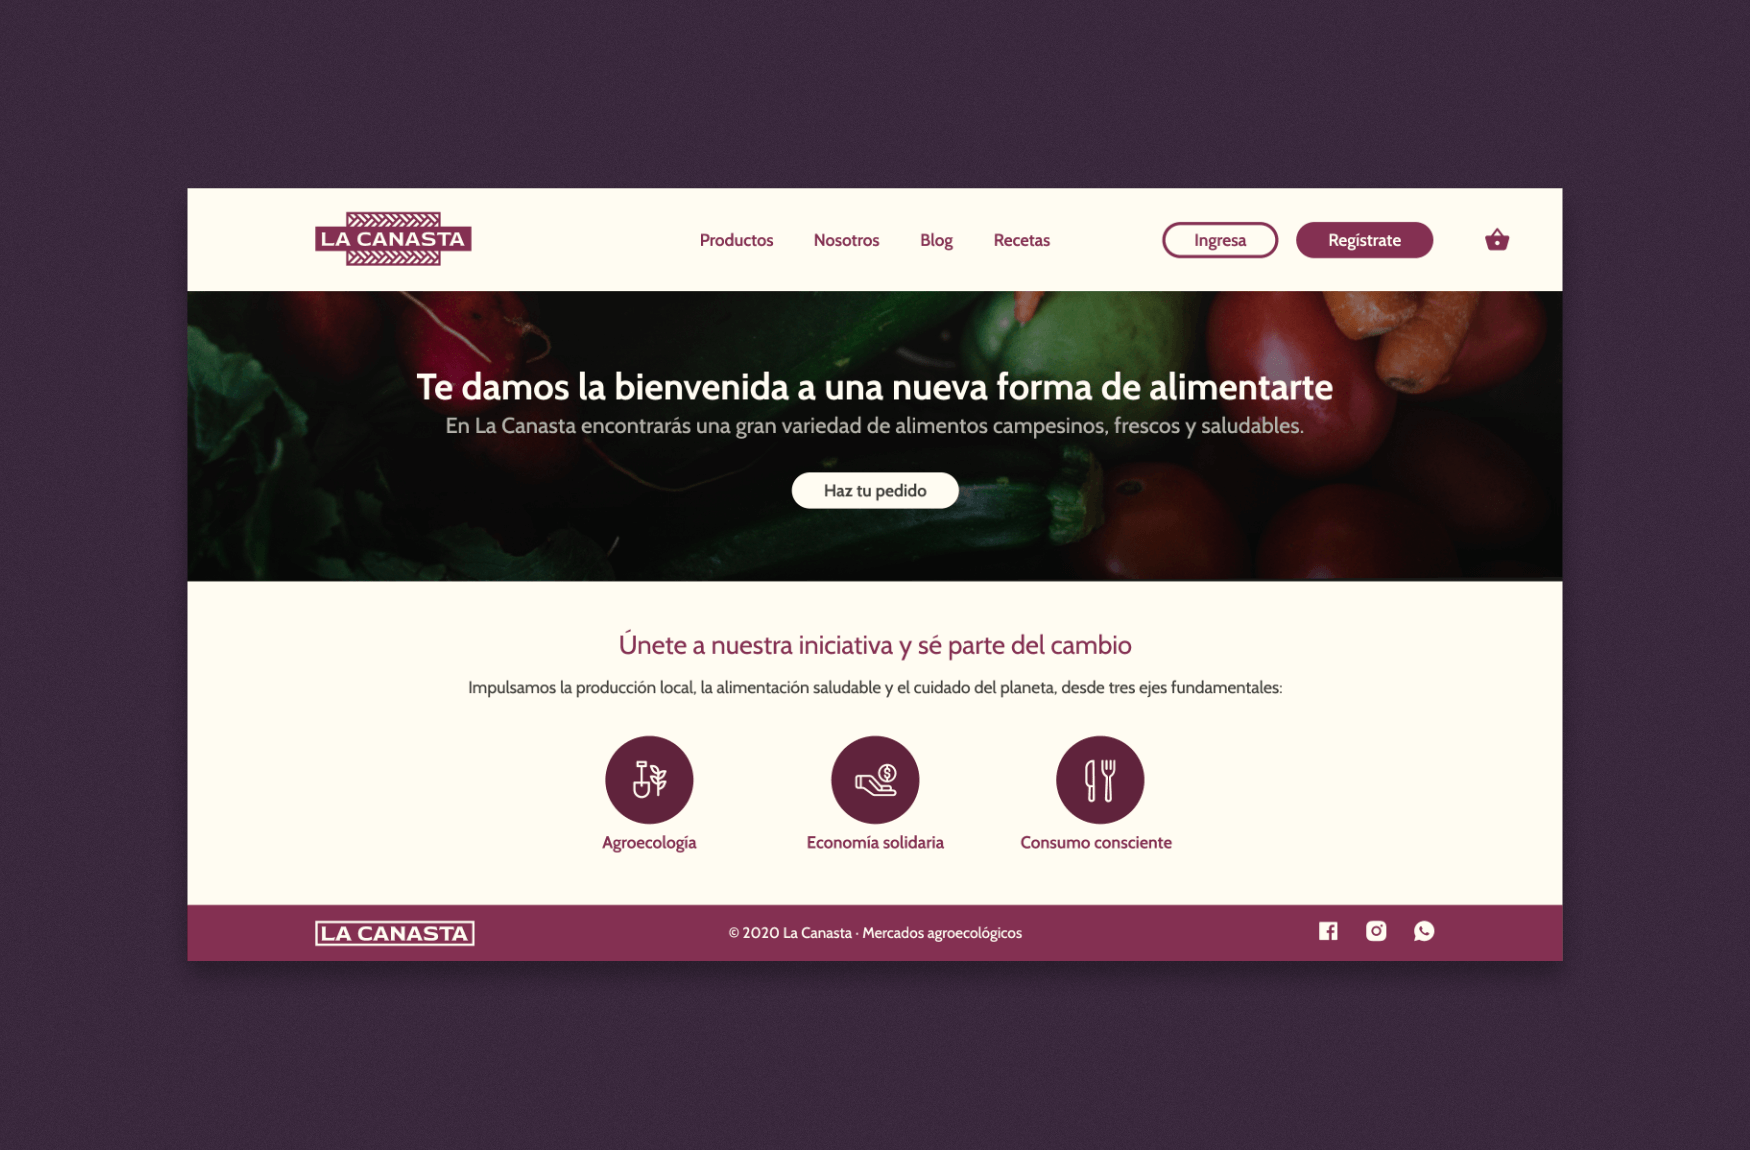 LA CANASTA
Productos Nosotros Blog Recetas Ingresa Regístrate
Te damos la bienvenida a una nueva forma de alimentarte
En La Canasta encontrarás una gran variedad de alimentos campesinos, frescos y saludables.
Haz tu pedido
Únete a nuestra iniciativa y sé parte del cambio
Impulsamos la producción local, la alimentación saludable y el cuidado del planeta, desde tres ejes fundamentales:
Agroecología Economía solidaria Consumo consciente
LA CANASTA © 2020 La Canasta · Mercados agroecológicos